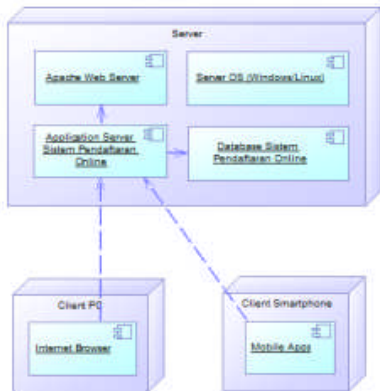 Server
Apache Web Server
Server OS (Windows/Linux)
Application Server
Sistem Pendaftaran
Online
Database Sistem
Pendaftaran Online
Client PC
Internet Browser
Client Smartphone
Mobile Apps